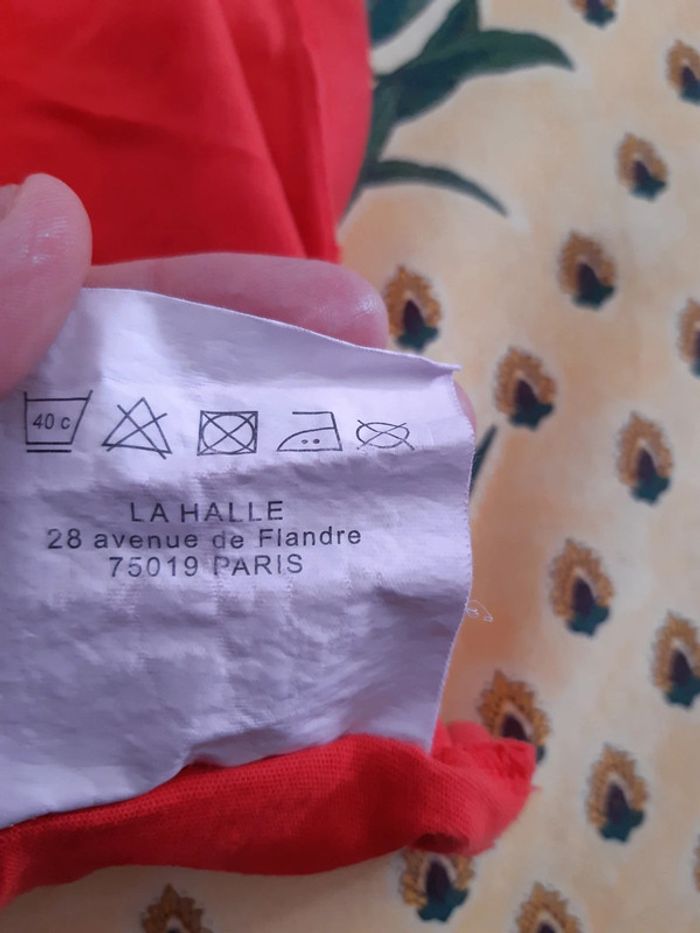 40 c
LA HALLE
28 avenue de Flandre
75019 PARIS